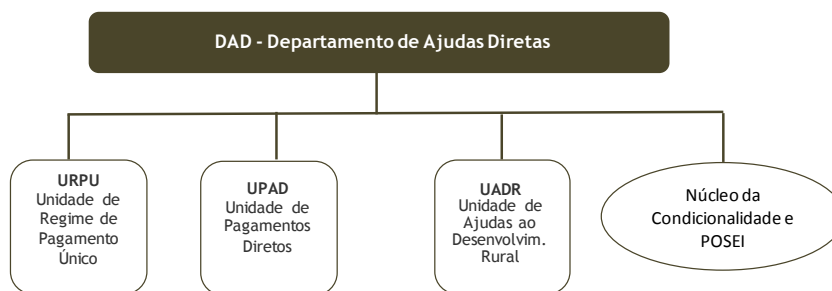 DAD - Departamento de Ajudas Diretas
URPU
Unidade de
Regime de
Pagamento
Único
UPAD
Unidade de
Pagamentos
Diretos
UADR
Unidade de
Ajudas ao
Desenvolvim.
Rural
Núcleo da
Condicionalidade e
POSEI